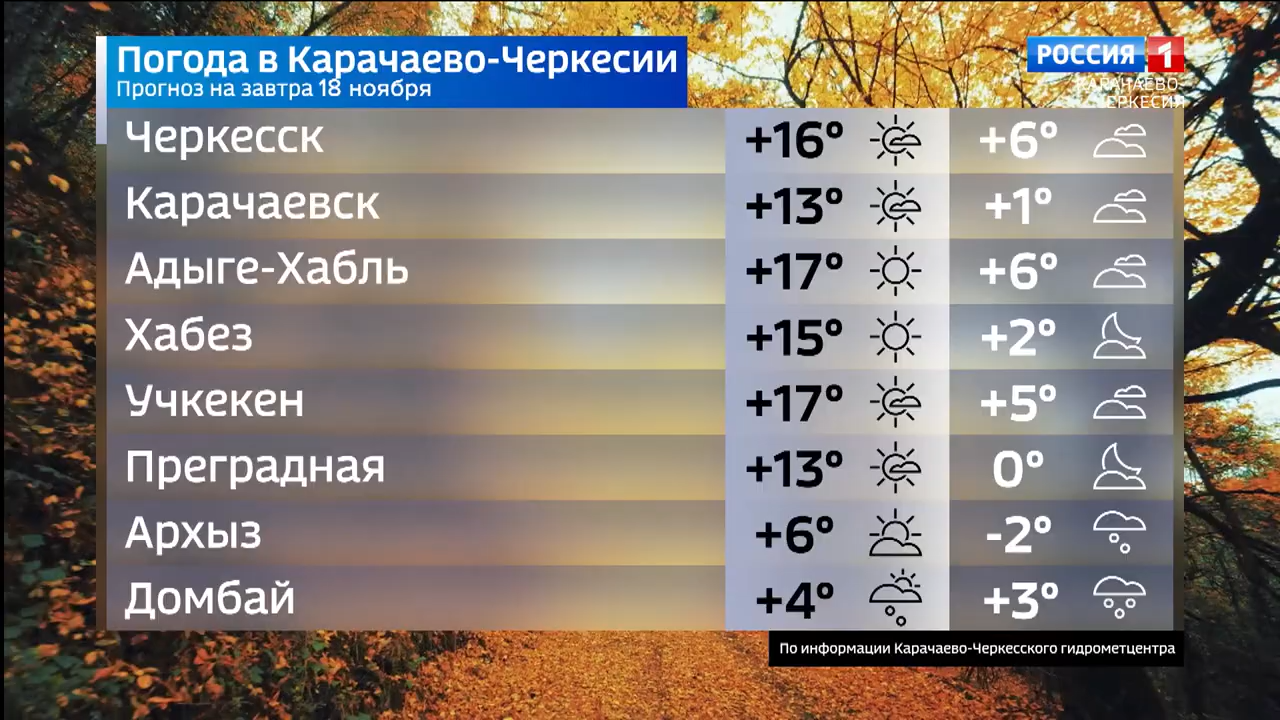 Погода в Карачаево-Черкесии
Прогноз на завтра 18 ноября
РОССИЯ 1
КАРАЧАЕВО-
ЧЕРКЕСИЯ
Черкесск +16° +6°
Карачаевск +13° +1°
Адыге-Хабль +17° +6°
Хабез +15° +2°
Учкекен +17° +5°
Преградная +13° 0°
Архыз +6° -2°
Домбай +4° +3°
По информации Карачаево-Черкесского гидрометцентра